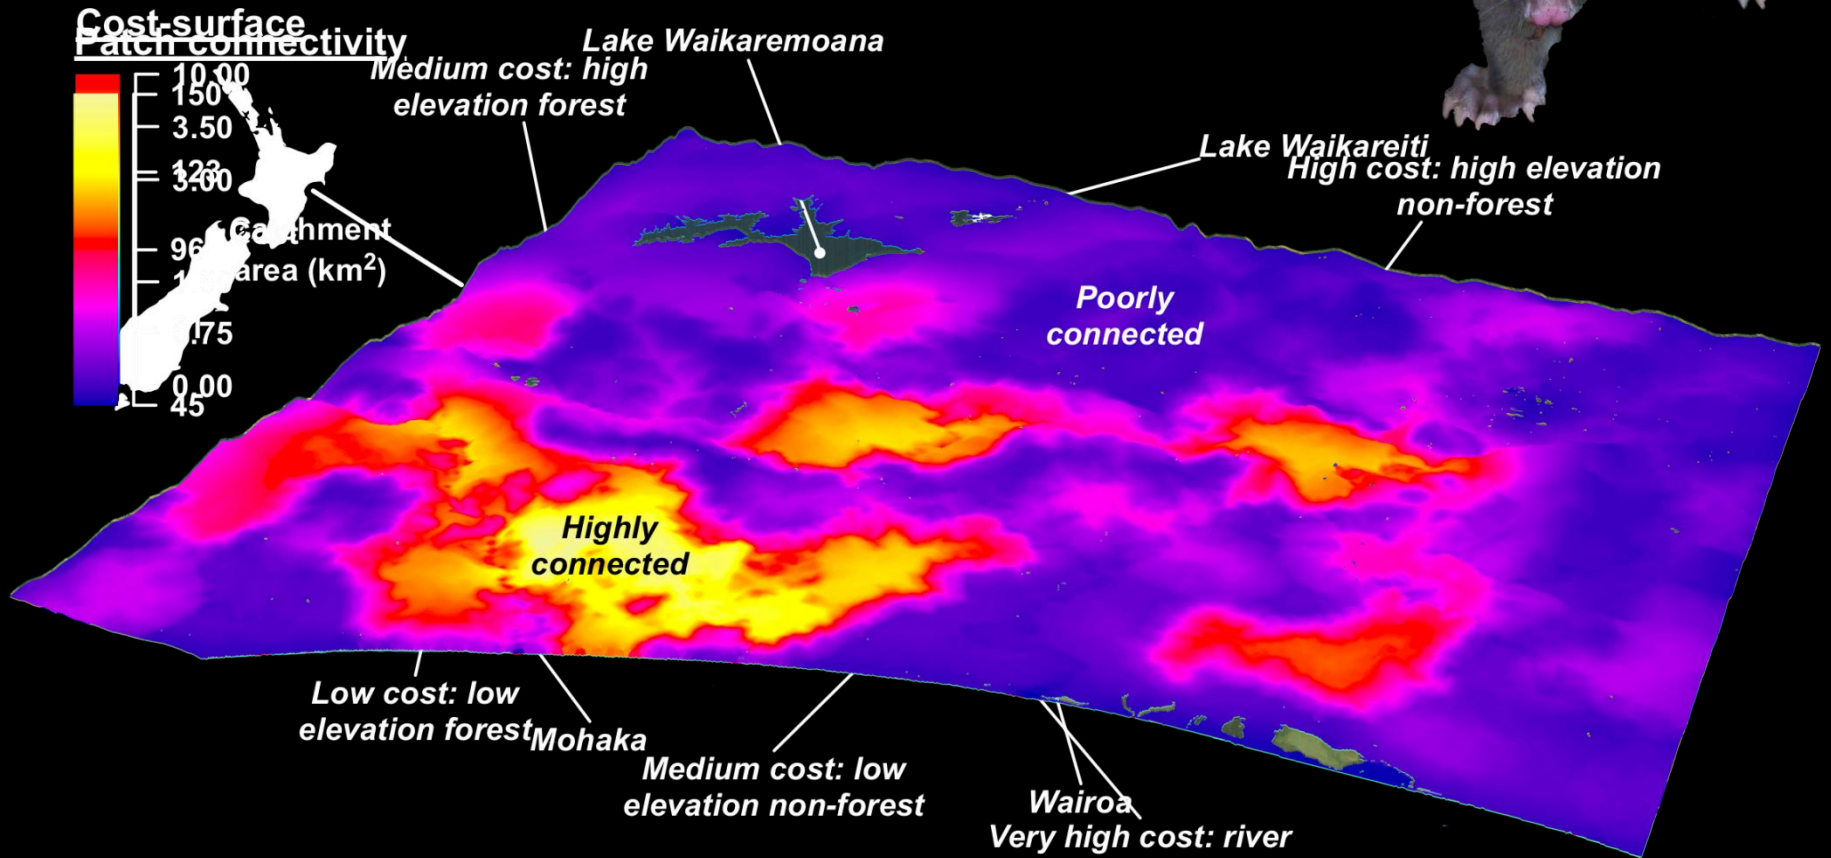 Cost-surface
Patch connectivity
Lake Waikaremoana
Medium cost: high
elevation forest
10.00
150
3.50
123
3.00
Lake Waikareiti
High cost: high elevation
non-forest
Catchment
area (km²)
96
0.00
45
Poorly
connected
Highly
connected
Low cost: low
elevation forest
Mohaka
Medium cost: low
elevation non-forest
Wairoa
Very high cost: river